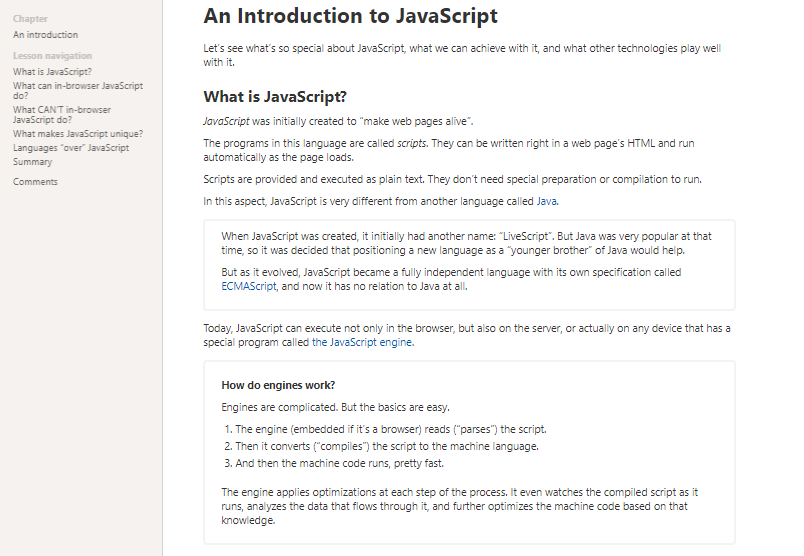 Chapter
An introduction
Lesson navigation
What is JavaScript?
What can in-browser JavaScript
do?
What CAN'T in-browser
JavaScript do?
What makes JavaScript unique?
Languages “over” JavaScript
Summary
Comments
An Introduction to JavaScript
Let’s see what’s so special about JavaScript, what we can achieve with it, and what other technologies play well
with it.
What is JavaScript?
JavaScript was initially created to “make web pages alive”.
The programs in this language are called scripts. They can be written right in a web page’s HTML and run
automatically as the page loads.
Scripts are provided and executed as plain text. They don’t need special preparation or compilation to run.
In this aspect, JavaScript is very different from another language called Java.
When JavaScript was created, it initially had another name: “LiveScript”. But Java was very popular at that
time, so it was decided that positioning a new language as a “younger brother” of Java would help.
But as it evolved, JavaScript became a fully independent language with its own specification called
ECMAScript, and now it has no relation to Java at all.
Today, JavaScript can execute not only in the browser, but also on the server, or actually on any device that has a
special program called the JavaScript engine.
How do engines work?
Engines are complicated. But the basics are easy.
1. The engine (embedded if it’s a browser) reads (“parses”) the script.
2. Then it converts (“compiles”) the script to the machine language.
3. And then the machine code runs, pretty fast.
The engine applies optimizations at each step of the process. It even watches the compiled script as it
runs, analyzes the data that flows through it, and further optimizes the machine code based on that
knowledge.